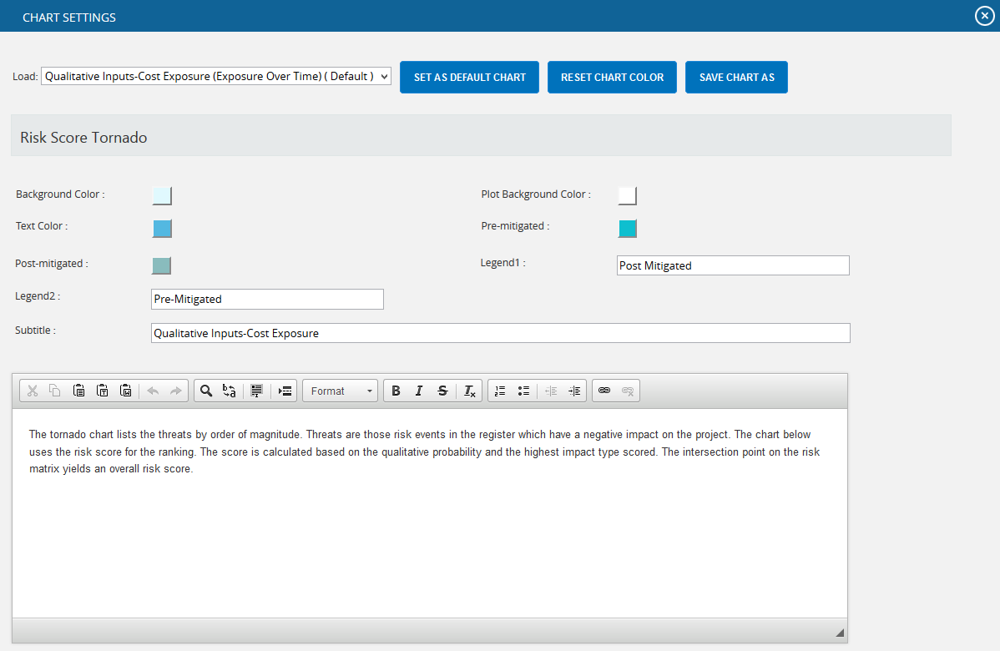 CHART SETTINGS
Load: Qualitative Inputs-Cost Exposure (Exposure Over Time) ( Default ) SET AS DEFAULT CHART RESET CHART COLOR SAVE CHART AS
Risk Score Tornado
Background Color : Plot Background Color :
Text Color : Pre-mitigated :
Post-mitigated : Legend1 : Post Mitigated
Legend2 : Pre-Mitigated
Subtitle : Qualitative Inputs-Cost Exposure
Format B I S Tx
The tornado chart lists the threats by order of magnitude. Threats are those risk events in the register which have a negative impact on the project. The chart below
uses the risk score for the ranking. The score is calculated based on the qualitative probability and the highest impact type scored. The intersection point on the risk
matrix yields an overall risk score.